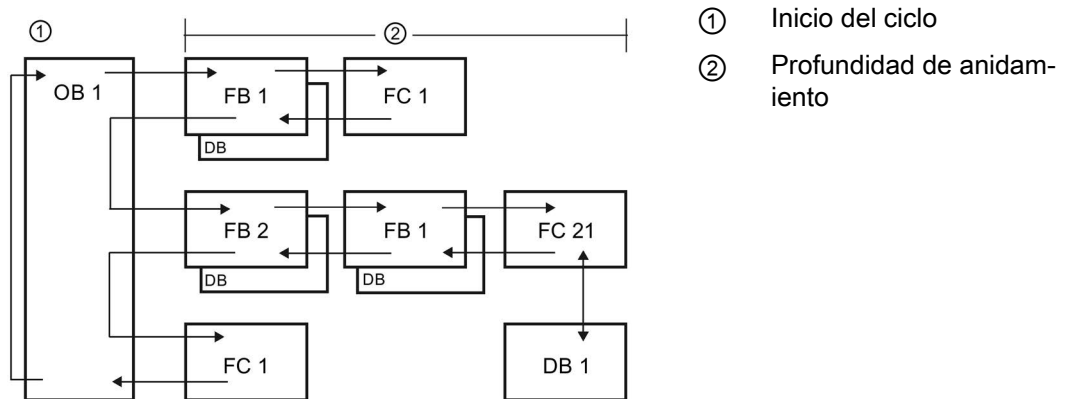 ① Inicio del ciclo
② Profundidad de anidam-
iento
①
②
OB 1
FB 1
FC 1
DB
FB 2
FB 1
FC 21
DB
DB
FC 1
DB 1